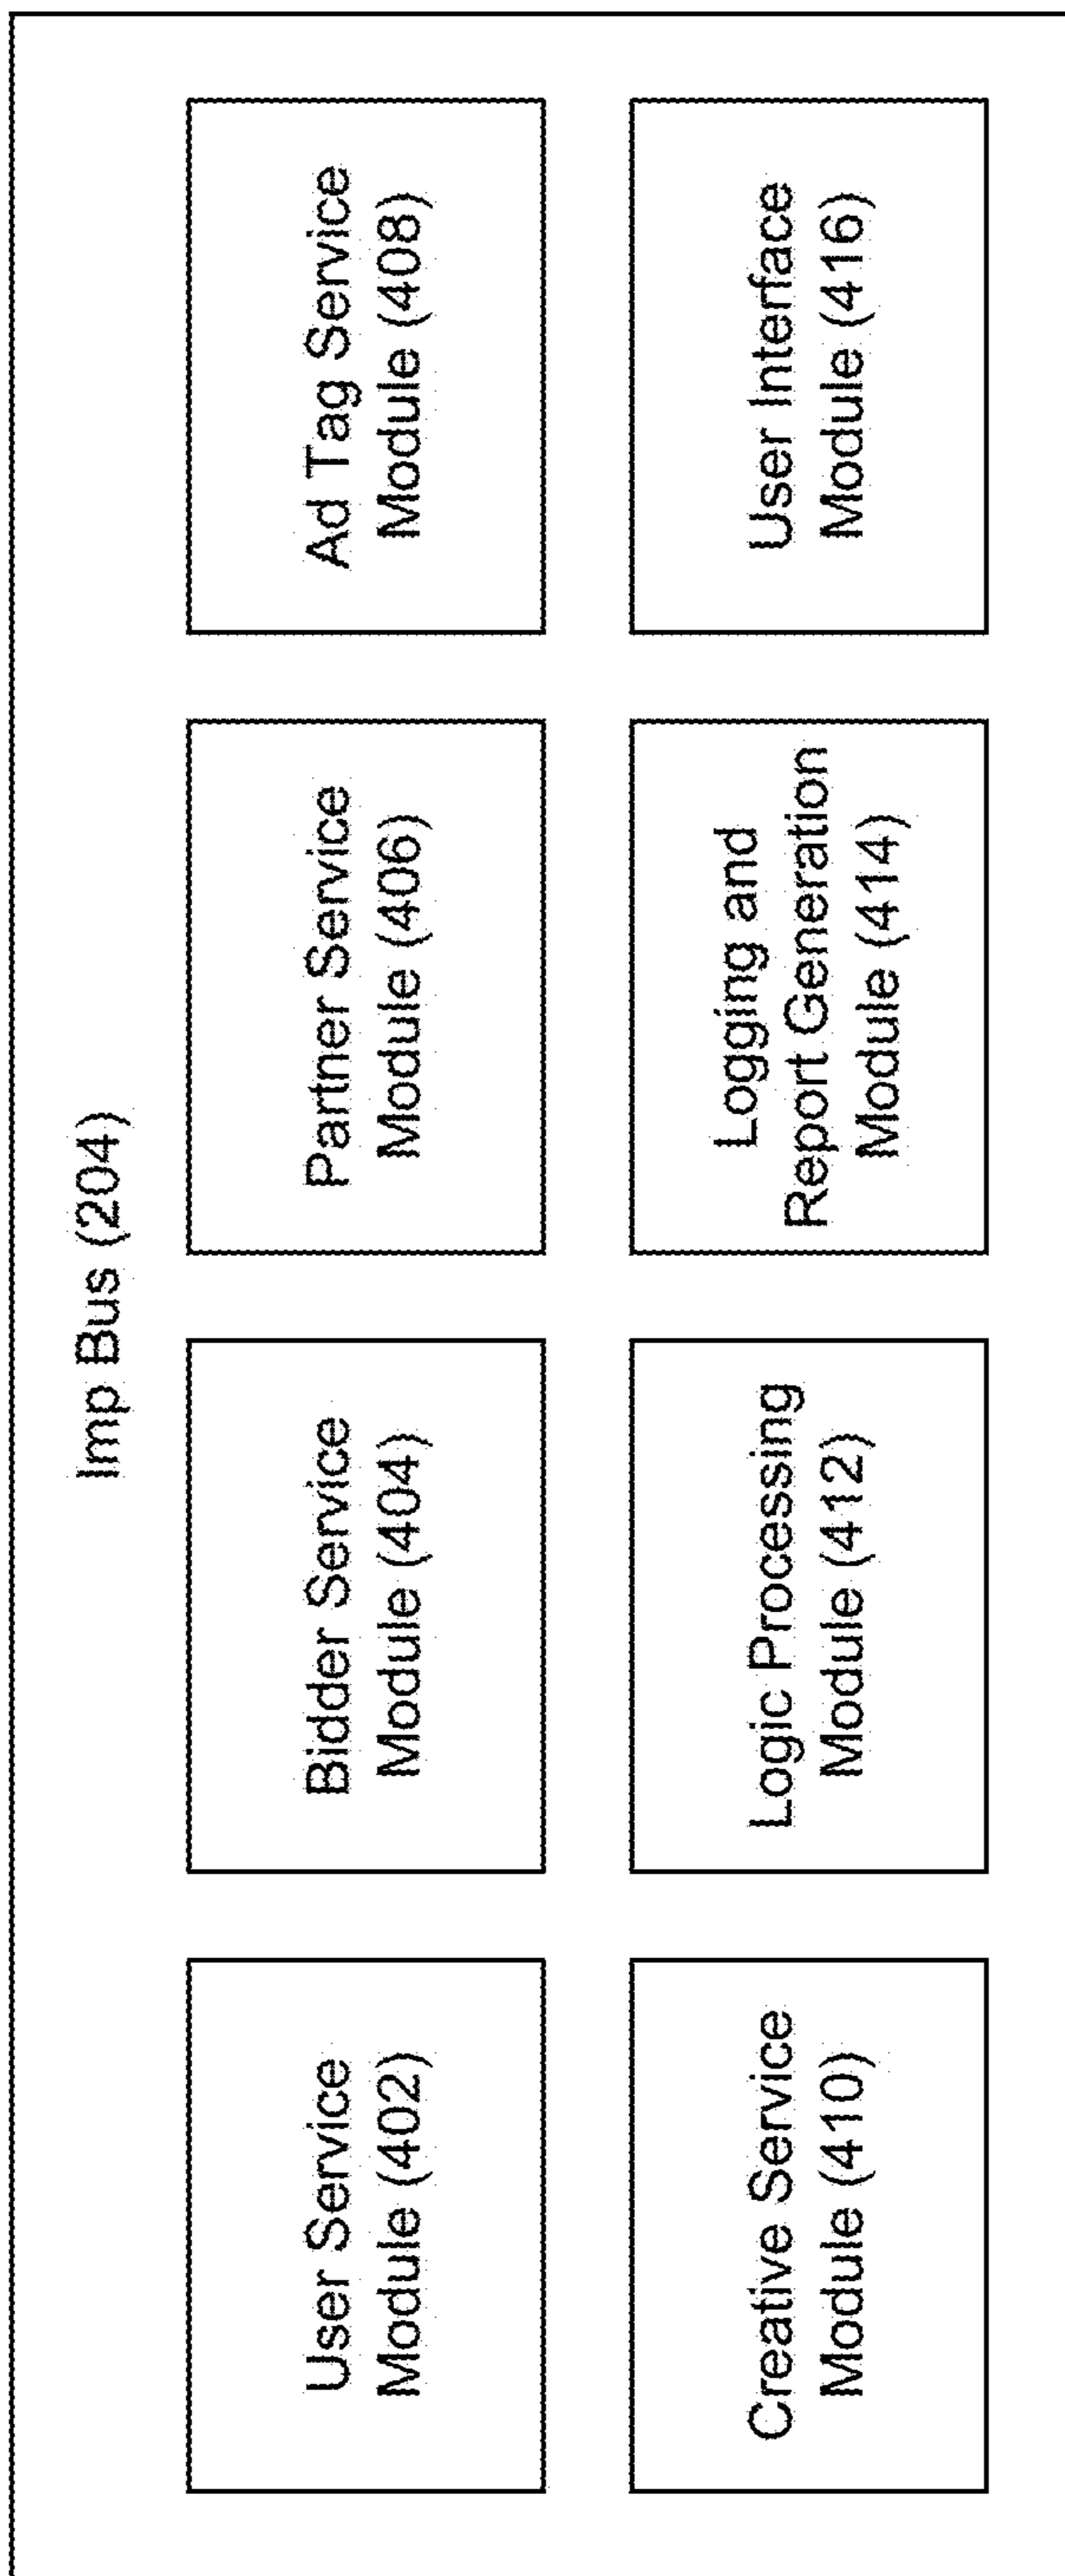 Imp Bus (204)
User Service
Module (402)
Bidder Service
Module (404)
Partner Service
Module (406)
Ad Tag Service
Module (408)
Creative Service
Module (410)
Logic Processing
Module (412)
Logging and
Report Generation
Module (414)
User Interface
Module (416)